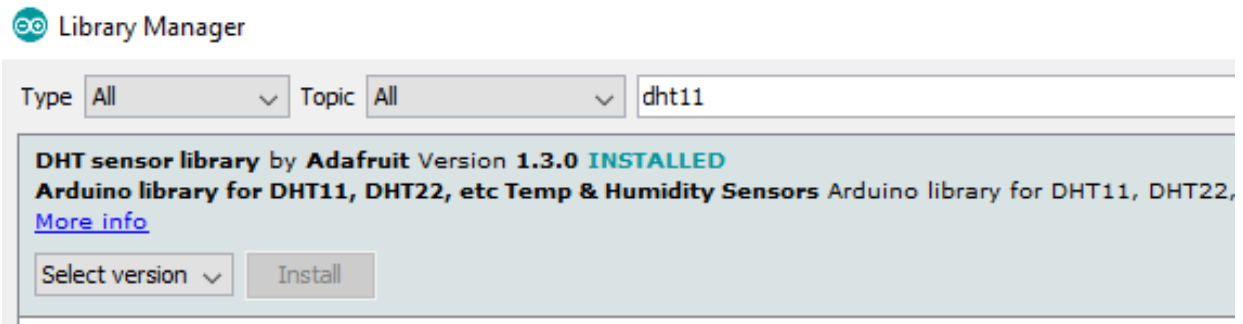 Library Manager
Type All Topic All dht11
DHT sensor library by Adafruit Version 1.3.0 INSTALLED
Arduino library for DHT11, DHT22, etc Temp & Humidity Sensors Arduino library for DHT11, DHT22,
More info
Select version Install